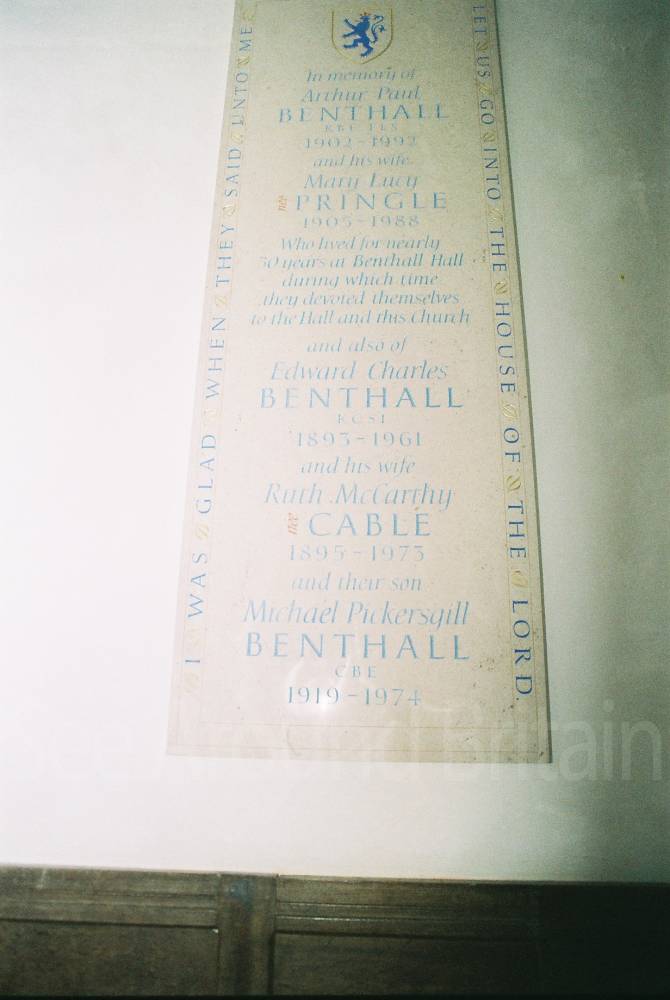 I WAS GLAD WHEN THEY SAID UNTO ME
LET US GO INTO THE HOUSE OF THE LORD.
In memory of
Arthur Paul
BENTHALL
KBE FLS
1902-1992
and his wife
Mary Lucy
née PRINGLE
1905-1988
Who lived for nearly
50 years at Benthall Hall
during which time
they devoted themselves
to the Hall and this Church
and also of
Edward Charles
BENTHALL
KCSI
1893-1961
and his wife
Ruth McCarthy
née CABLE
1895-1973
and their son
Michael Pickersgill
BENTHALL
CBE
1919-1974
See Around Britain